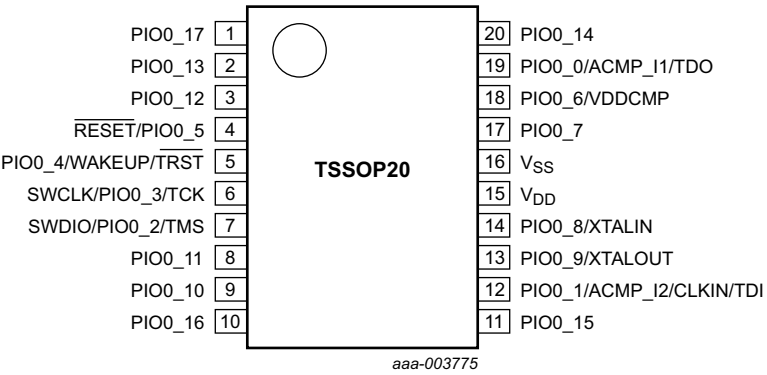 PIO0_17 1
PIO0_13 2
PIO0_12 3
RESET/PIO0_5 4
PIO0_4/WAKEUP/TRST 5
SWCLK/PIO0_3/TCK 6
SWDIO/PIO0_2/TMS 7
PIO0_11 8
PIO0_10 9
PIO0_16 10
TSSOP20
20 PIO0_14
19 PIO0_0/ACMP_I1/TDO
18 PIO0_6/VDDCMP
17 PIO0_7
16 VSS
15 VDD
14 PIO0_8/XTALIN
13 PIO0_9/XTALOUT
12 PIO0_1/ACMP_I2/CLKIN/TDI
11 PIO0_15
aaa-003775